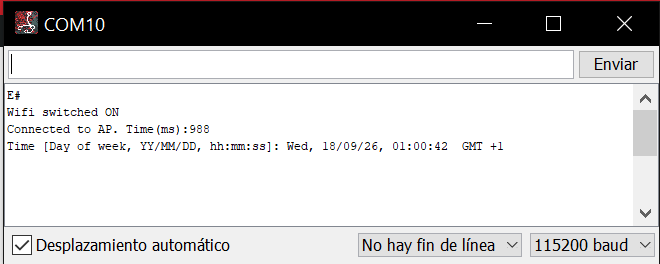 COM10
Enviar
E#
Wifi switched ON
Connected to AP. Time(ms):988
Time [Day of week, YY/MM/DD, hh:mm:ss]: Wed, 18/09/26, 01:00:42  GMT +1
Desplazamiento automático
No hay fin de línea
115200 baud